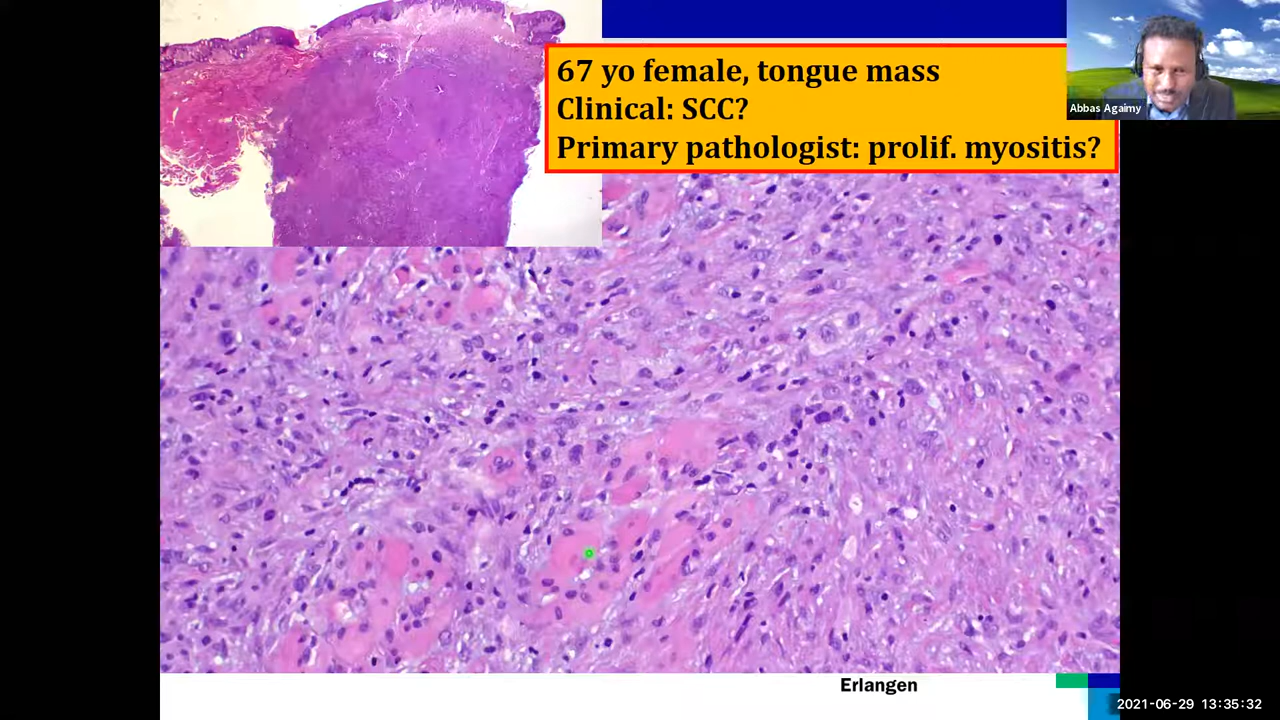 67 yo female, tongue mass
Clinical: SCC?
Primary pathologist: prolif. myositis?
Abbas Agaimy
Erlangen
2021-06-29 13:35:32